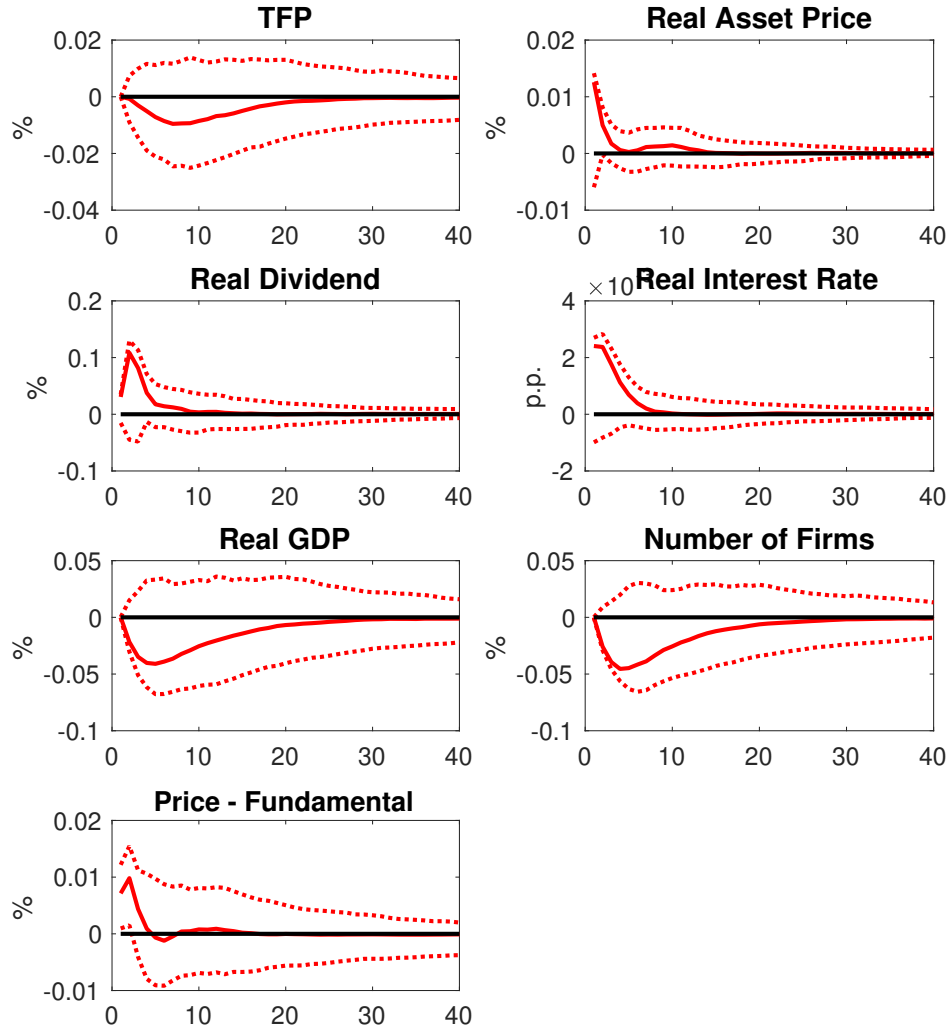 TFP
0.02
0
-0.02
-0.04
%
0 10 20 30 40
Real Asset Price
0.02
0.01
0
-0.01
%
0 10 20 30 40
Real Dividend
0.2
0.1
0
-0.1
%
0 10 20 30 40
×10
Real Interest Rate
4
2
0
-2
p.p.
0 10 20 30 40
Real GDP
0.05
0
-0.05
-0.1
%
0 10 20 30 40
Number of Firms
0.05
0
-0.05
-0.1
%
0 10 20 30 40
Price - Fundamental
0.02
0.01
0
-0.01
%
0 10 20 30 40